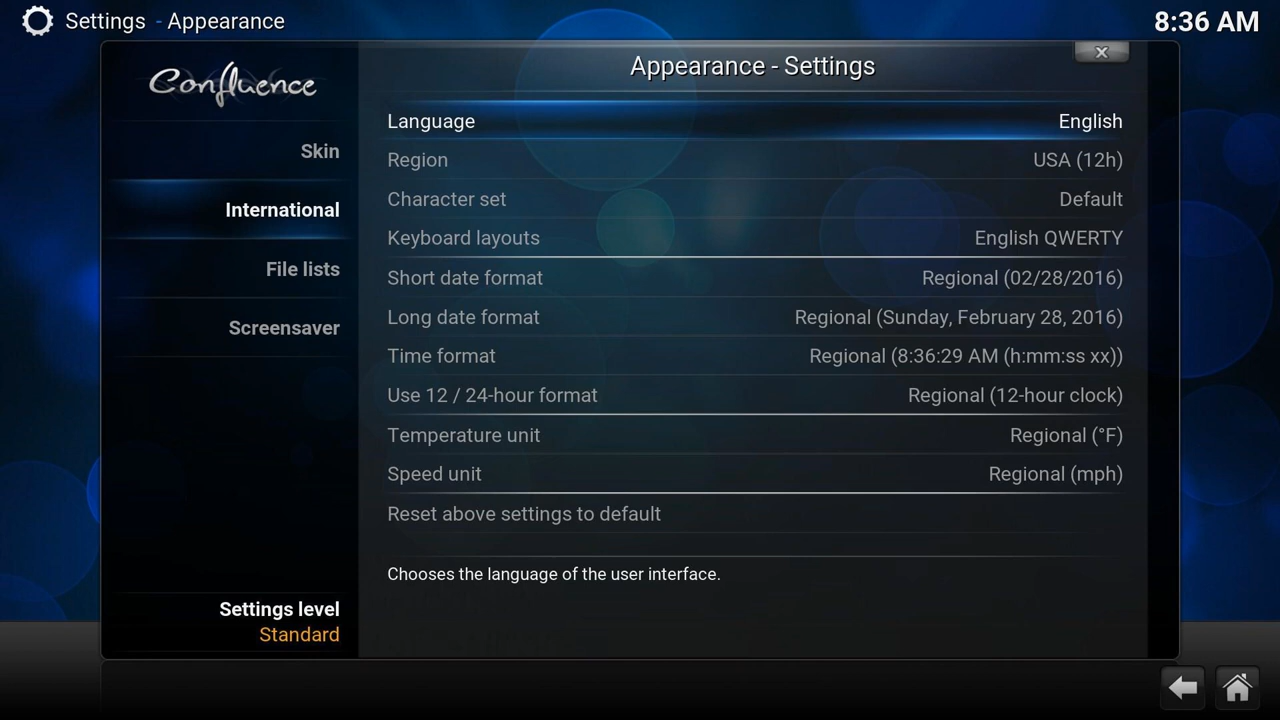 Settings - Appearance
8:36 AM
Confluence
Appearance - Settings
Skin
International
File lists
Screensaver
Language English
Region USA (12h)
Character set Default
Keyboard layouts English QWERTY
Short date format Regional (02/28/2016)
Long date format Regional (Sunday, February 28, 2016)
Time format Regional (8:36:29 AM (h:mm:ss xx))
Use 12 / 24-hour format Regional (12-hour clock)
Temperature unit Regional (°F)
Speed unit Regional (mph)
Reset above settings to default
Chooses the language of the user interface.
Settings level
Standard